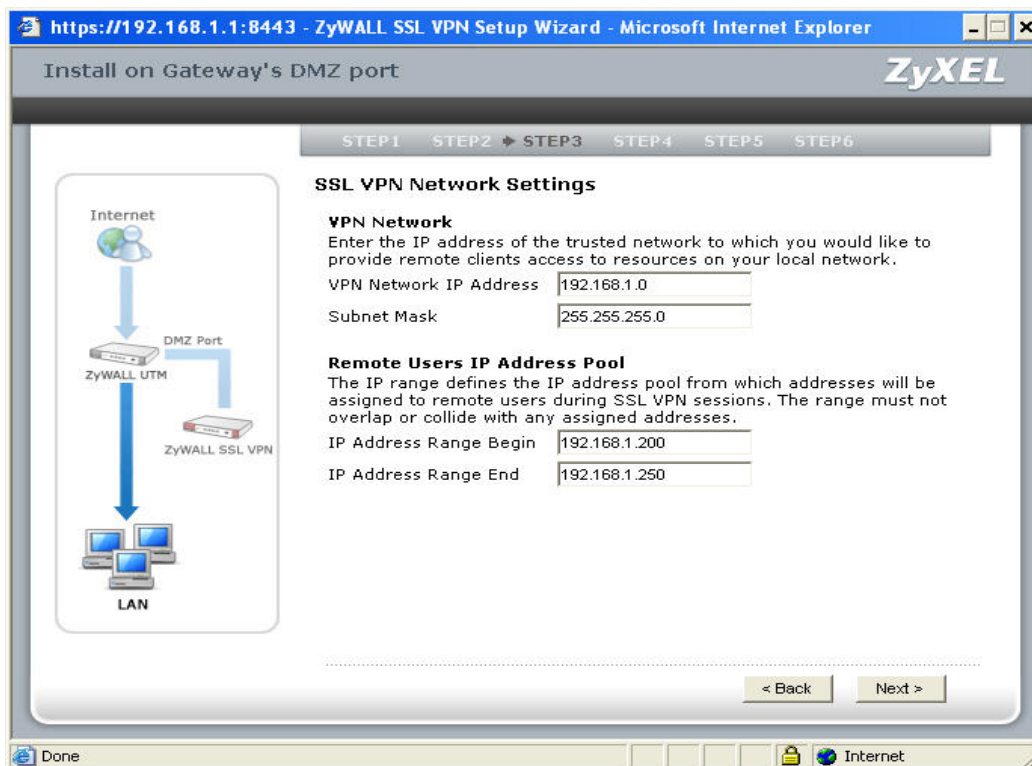 https://192.168.1.1:8443 - ZyWALL SSL VPN Setup Wizard - Microsoft Internet Explorer
Install on Gateway's DMZ port
ZyXEL
STEP1 STEP2 STEP3 STEP4 STEP5 STEP6
Internet
DMZ Port
ZyWALL UTM
ZyWALL SSL VPN
LAN
SSL VPN Network Settings
VPN Network
Enter the IP address of the trusted network to which you would like to
provide remote clients access to resources on your local network.
VPN Network IP Address 192.168.1.0
Subnet Mask 255.255.255.0
Remote Users IP Address Pool
The IP range defines the IP address pool from which addresses will be
assigned to remote users during SSL VPN sessions. The range must not
overlap or collide with any assigned addresses.
IP Address Range Begin 192.168.1.200
IP Address Range End 192.168.1.250
< Back Next >
Done Internet